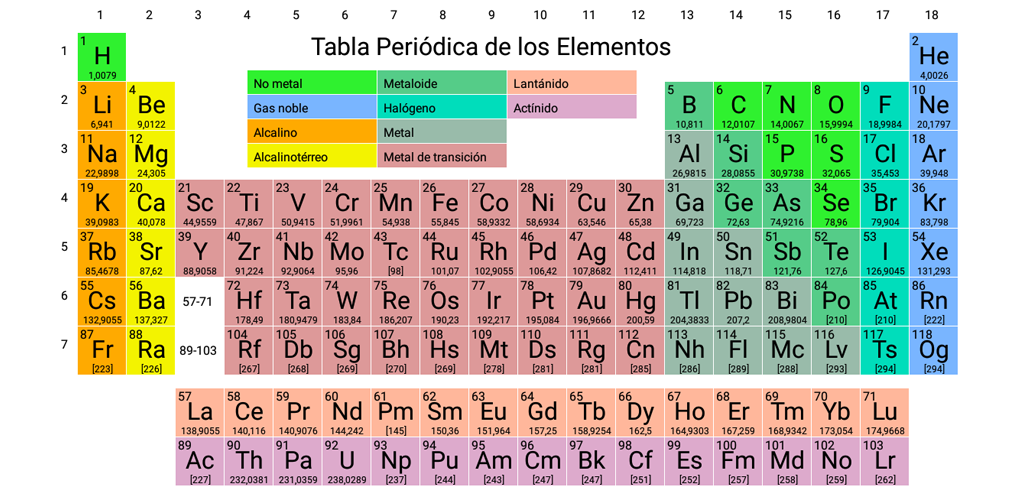 1 2 3 4 5 6 7 8 9 10 11 12 13 14 15 16 17 18
Tabla Periódica de los Elementos
No metal Metaloide Lantánido
Gas noble Halógeno Actínido
Alcalino Metal
Alcalinotérreo Metal de transición
1
1 2
H He
1,0079 4,0026
2
3 4 5 6 7 8 9 10
Li Be B C N O F Ne
6,941 9,0122 10,811 12,0107 14,0067 15,9994 18,9984 20,1797
3
11 12 13 14 15 16 17 18
Na Mg Al Si P S Cl Ar
22,9898 24,305 26,9815 28,0855 30,9738 32,065 35,453 39,948
4
19 20 21 22 23 24 25 26 27 28 29 30 31 32 33 34 35 36
K Ca Sc Ti V Cr Mn Fe Co Ni Cu Zn Ga Ge As Se Br Kr
39,0983 40,078 44,9559 47,867 50,9415 51,9961 54,938 55,845 58,9332 58,6934 63,546 65,38 69,723 72,63 74,9216 78,96 79,904 83,798
5
37 38 39 40 41 42 43 44 45 46 47 48 49 50 51 52 53 54
Rb Sr Y Zr Nb Mo Tc Ru Rh Pd Ag Cd In Sn Sb Te I Xe
85,4678 87,62 88,9058 91,224 92,9064 95,96 [98] 101,07 102,9055 106,42 107,8682 112,411 114,818 118,71 121,76 127,6 126,9045 131,293
6
55 56 72 73 74 75 76 77 78 79 80 81 82 83 84 85 86
Cs Ba 57-71 Hf Ta W Re Os Ir Pt Au Hg Tl Pb Bi Po At Rn
132,9055 137,327 178,49 180,9479 183,84 186,207 190,23 192,217 195,084 196,9666 200,59 204,3833 207,2 208,9804 [210] [210] [222]
7
87 88 104 105 106 107 108 109 110 111 112 113 114 115 116 117 118
Fr Ra 89-103 Rf Db Sg Bh Hs Mt Ds Rg Cn Nh Fl Mc Lv Ts Og
[223] [226] [267] [268] [269] [270] [269] [278] [281] [281] [285] [286] [289] [288] [293] [294] [294]
57 58 59 60 61 62 63 64 65 66 67 68 69 70 71
La Ce Pr Nd Pm Sm Eu Gd Tb Dy Ho Er Tm Yb Lu
138,9055 140,116 140,9076 144,242 [145] 150,36 151,964 157,25 158,9254 162,5 164,9303 167,259 168,9342 173,054 174,9668
89 90 91 92 93 94 95 96 97 98 99 100 101 102 103
Ac Th Pa U Np Pu Am Cm Bk Cf Es Fm Md No Lr
[227] 232,0381 231,0359 238,0289 [237] [244] [243] [247] [247] [251] [252] [257] [258] [259] [262]